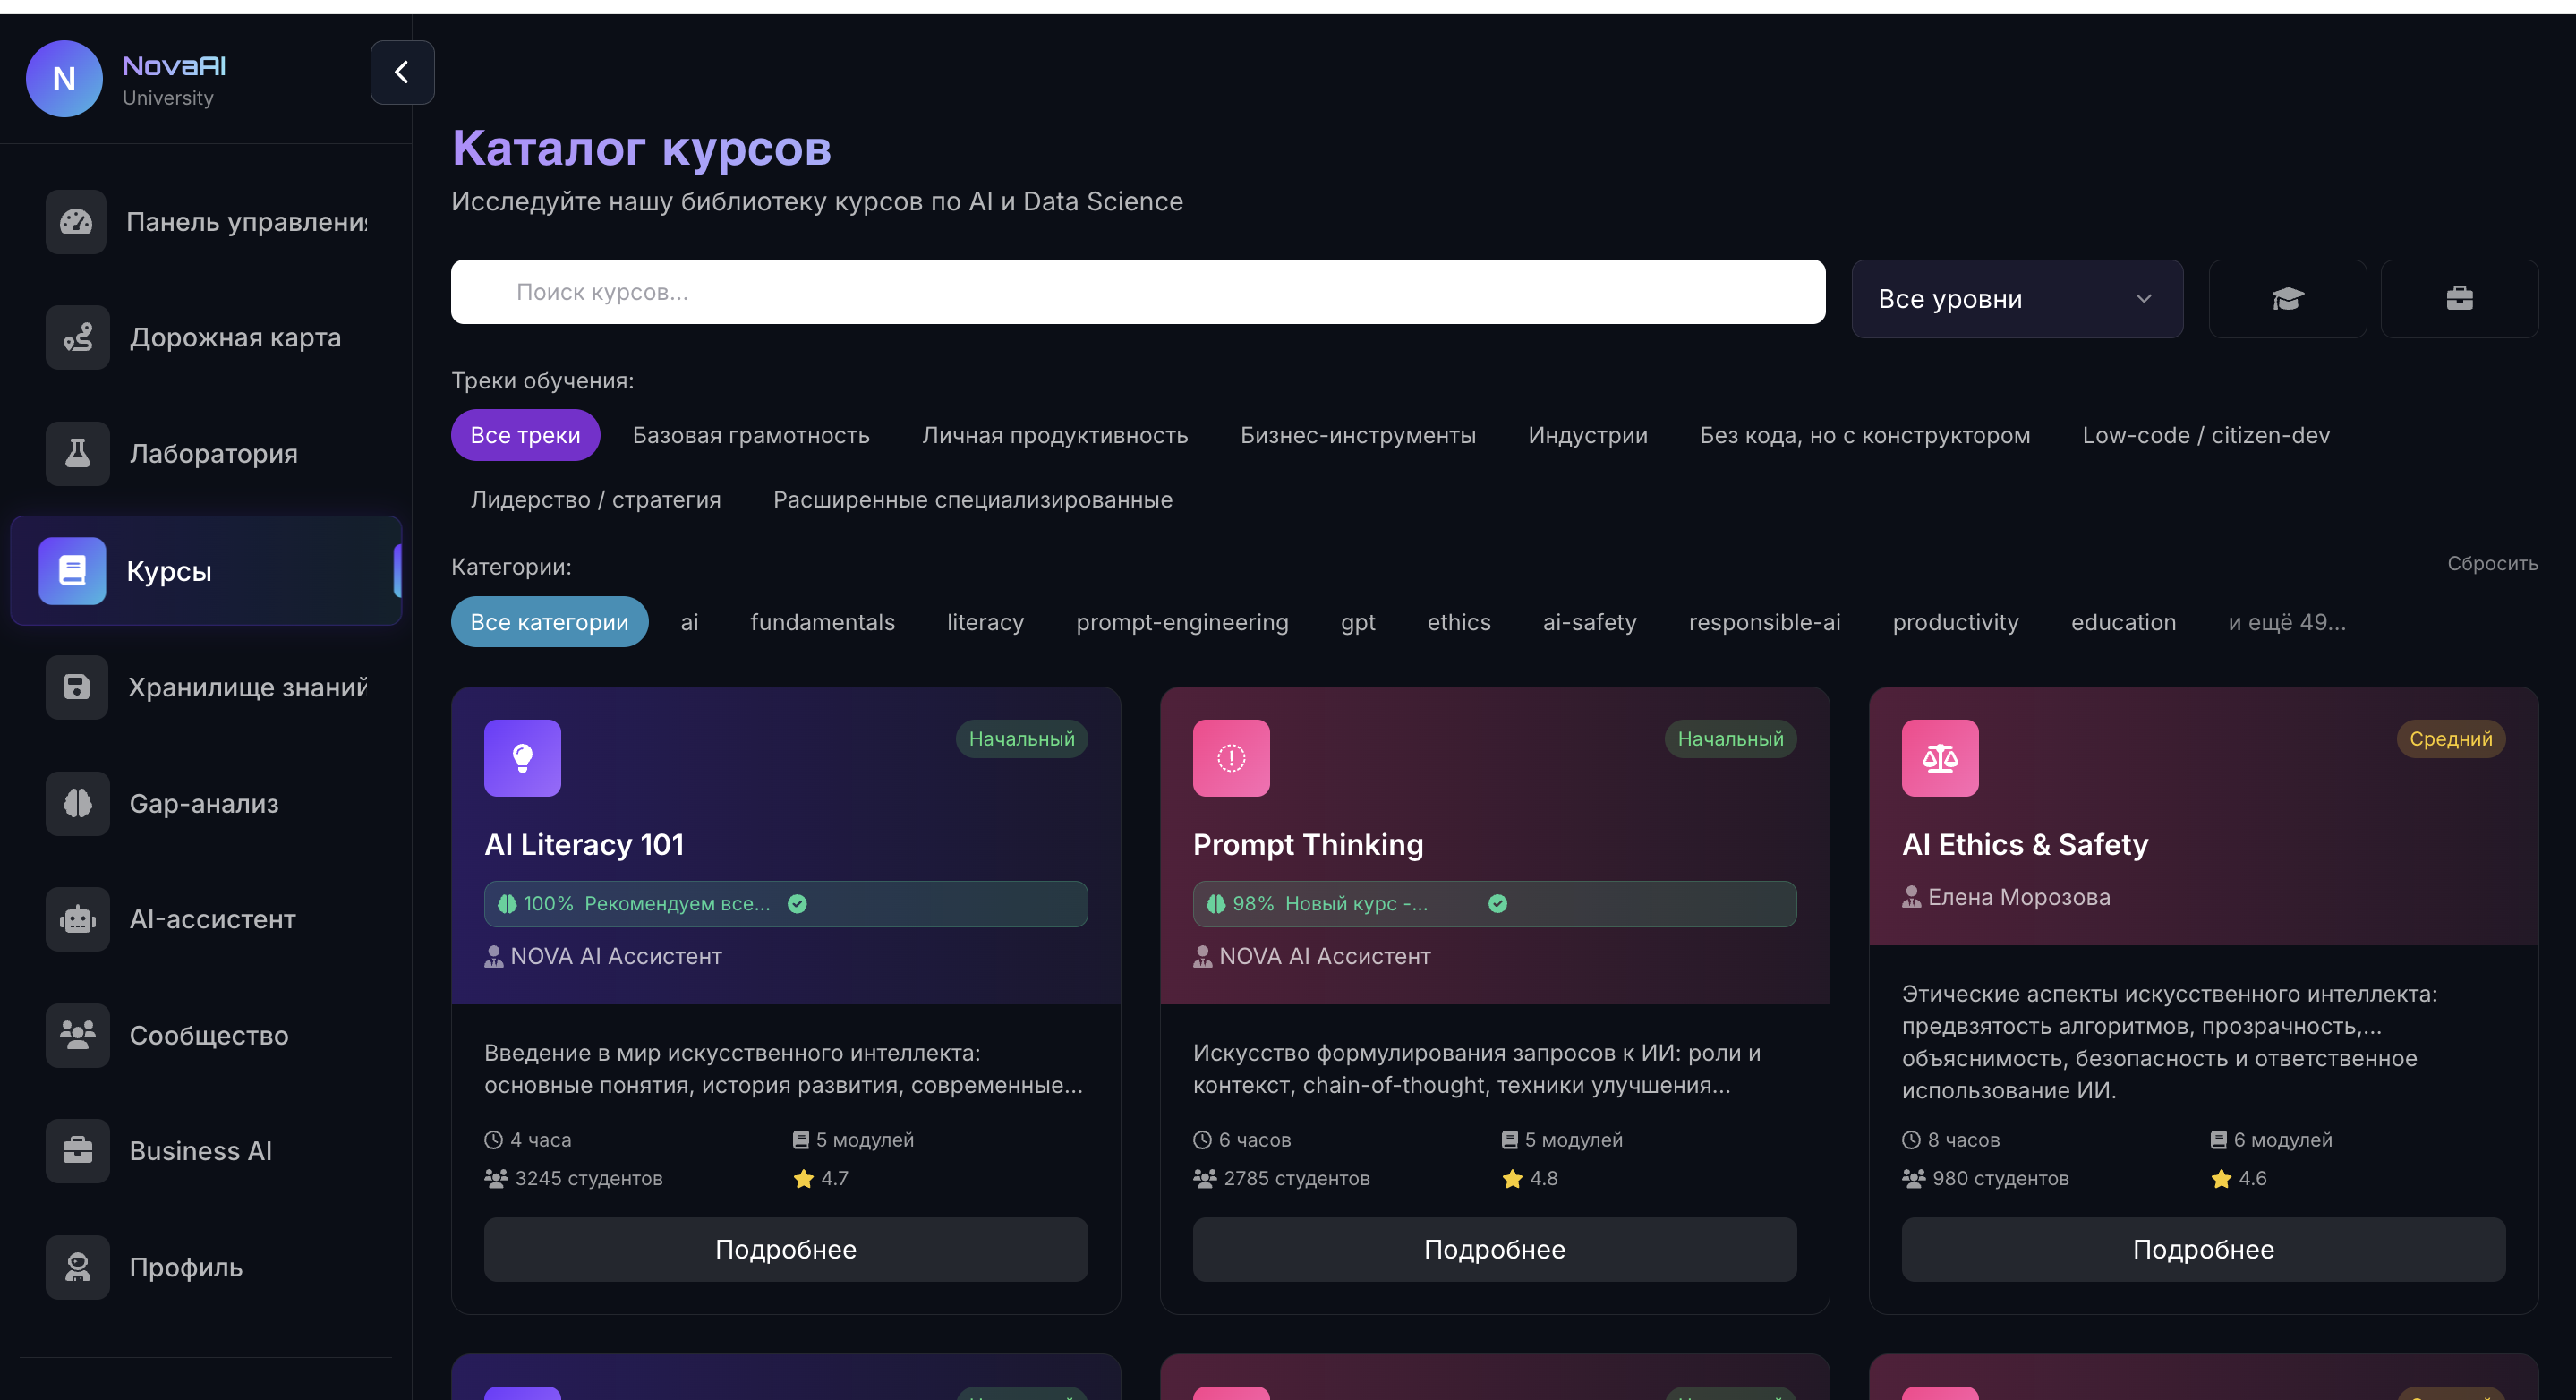 N
NovaAI
University
Панель управления
Дорожная карта
Лаборатория
Курсы
Хранилище знаний
Gap-анализ
AI-ассистент
Сообщество
Business AI
Профиль
Каталог курсов
Исследуйте нашу библиотеку курсов по AI и Data Science
Поиск курсов...
Все уровни
Треки обучения:
Все треки Базовая грамотность Личная продуктивность Бизнес-инструменты Индустрии Без кода, но с конструктором Low-code / citizen-dev
Лидерство / стратегия Расширенные специализированные
Категории:
Сбросить
Все категории ai fundamentals literacy prompt-engineering gpt ethics ai-safety responsible-ai productivity education и ещё 49...
Начальный
AI Literacy 101
100% Рекомендуем все...
NOVA AI Ассистент
Введение в мир искусственного интеллекта:
основные понятия, история развития, современные...
4 часа 5 модулей
3245 студентов 4.7
Подробнее
Начальный
Prompt Thinking
98% Новый курс -...
NOVA AI Ассистент
Искусство формулирования запросов к ИИ: роли и
контекст, chain-of-thought, техники улучшения...
6 часов 5 модулей
2785 студентов 4.8
Подробнее
Средний
AI Ethics & Safety
Елена Морозова
Этические аспекты искусственного интеллекта:
предвзятость алгоритмов, прозрачность,...
объяснимость, безопасность и ответственное
использование ИИ.
8 часов 6 модулей
980 студентов 4.6
Подробнее